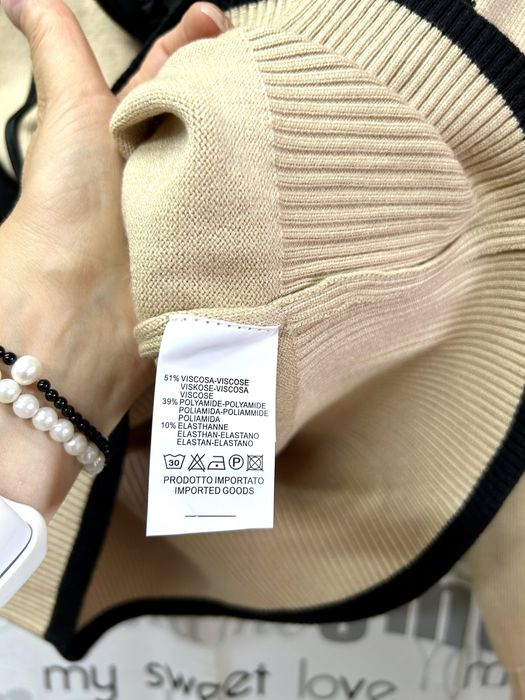 51% VISCOSA-VISCOSE
VISKOSE-VISCOSA
VISCOSE
39% POLYAMIDE-POLYAMIDE
POLIAMIDA-POLIAMMIDE
POLIAMIDA
10% ELASTHANNE
ELASTHAN-ELASTANO
ELASTAN-ELASTANO
30 P
PRODOTTO IMPORTATO
IMPORTED GOODS
my sweet love